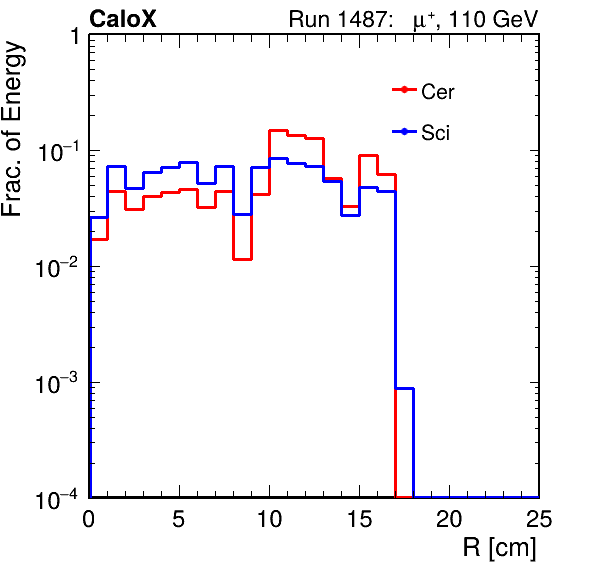 CaloX Run 1487: μ⁺, 110 GeV
Frac. of Energy
1
10⁻¹
10⁻²
10⁻³
10⁻⁴
Cer
Sci
0 5 10 15 20 25
R [cm]